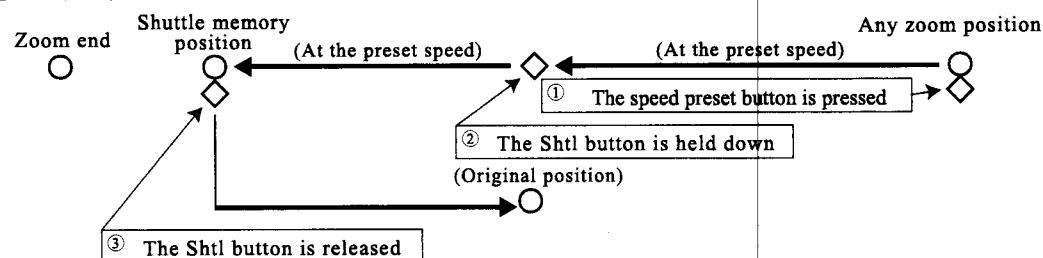 Zoom end
Shuttle memory
position
Any zoom position
(At the preset speed)
(At the preset speed)
① The speed preset button is pressed
② The Shtl button is held down
(Original position)
③ The Shtl button is released